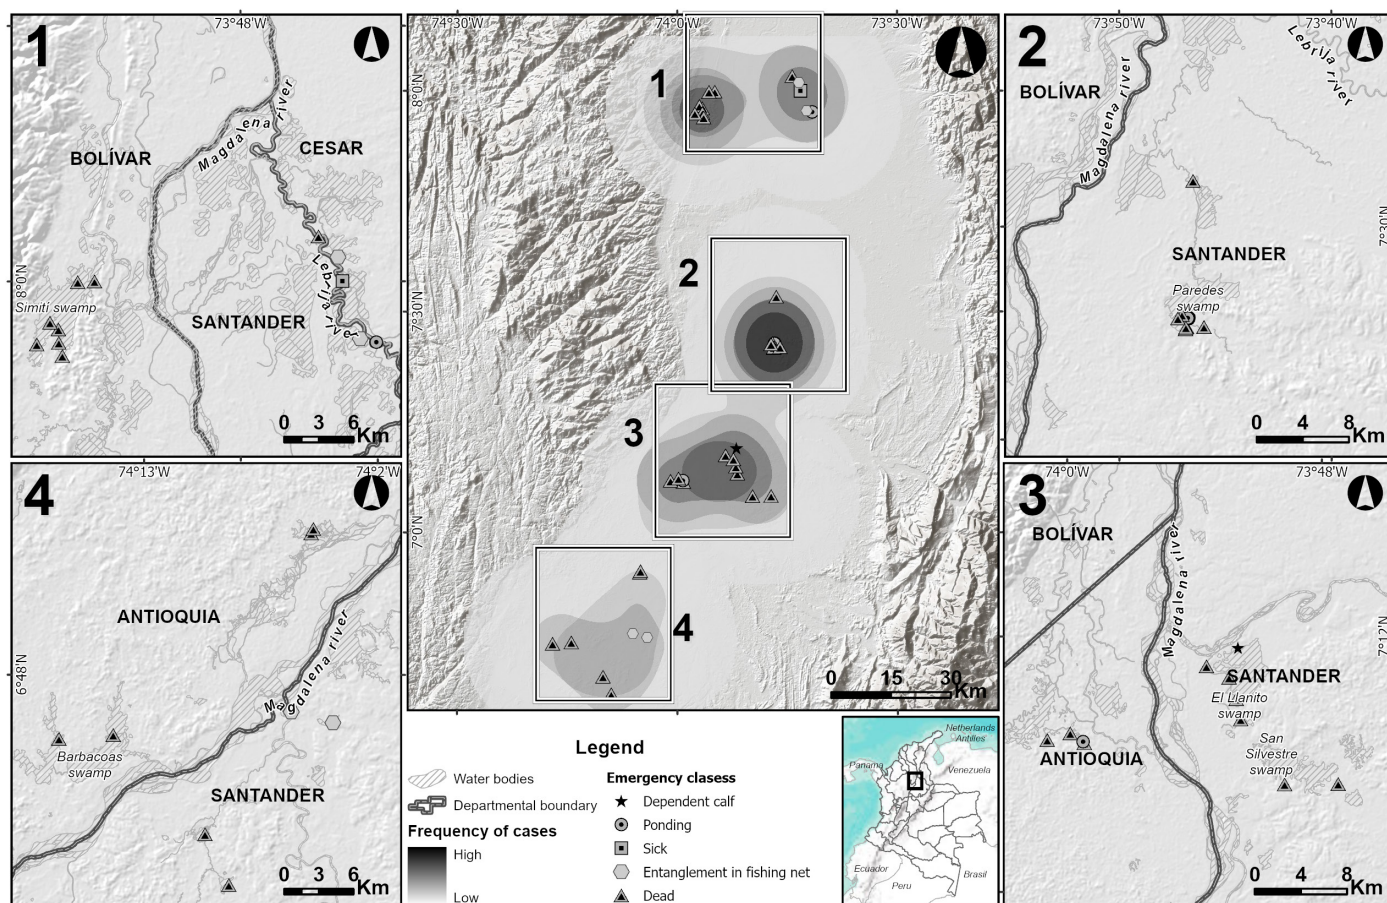 1
73°48'W
BOLÍVAR
CESAR
Magdalena river
Lebrija river
8°0'N
Simití swamp
SANTANDER
0 3 6 Km
74°30'W
74°0'W
73°30'W
8°0'N
7°30'N
7°0'N
1
2
3
4
0 15 30 Km
2
73°50'W
73°40'W
Lebrija river
BOLÍVAR
Magdalena river
7°30'N
SANTANDER
Paredes
swamp
0 4 8 Km
4
74°13'W
ANTIOQUIA
Magdalena river
6°48'N
Barbacoas
swamp
SANTANDER
0 3 6 Km
3
74°0'W
73°48'W
BOLÍVAR
Magdalena river
7°12'N
SANTANDER
El Llanito
swamp
San
Silvestre
swamp
ANTIOQUIA
0 4 8 Km
Legend
Water bodies
Departmental boundary
Frequency of cases
High
Low
Emergency clasess
Dependent calf
Ponding
Sick
Entanglement in fishing net
Dead
Netherlands
Antilles
Panama
Venezuela
Ecuador
Peru
Brasil